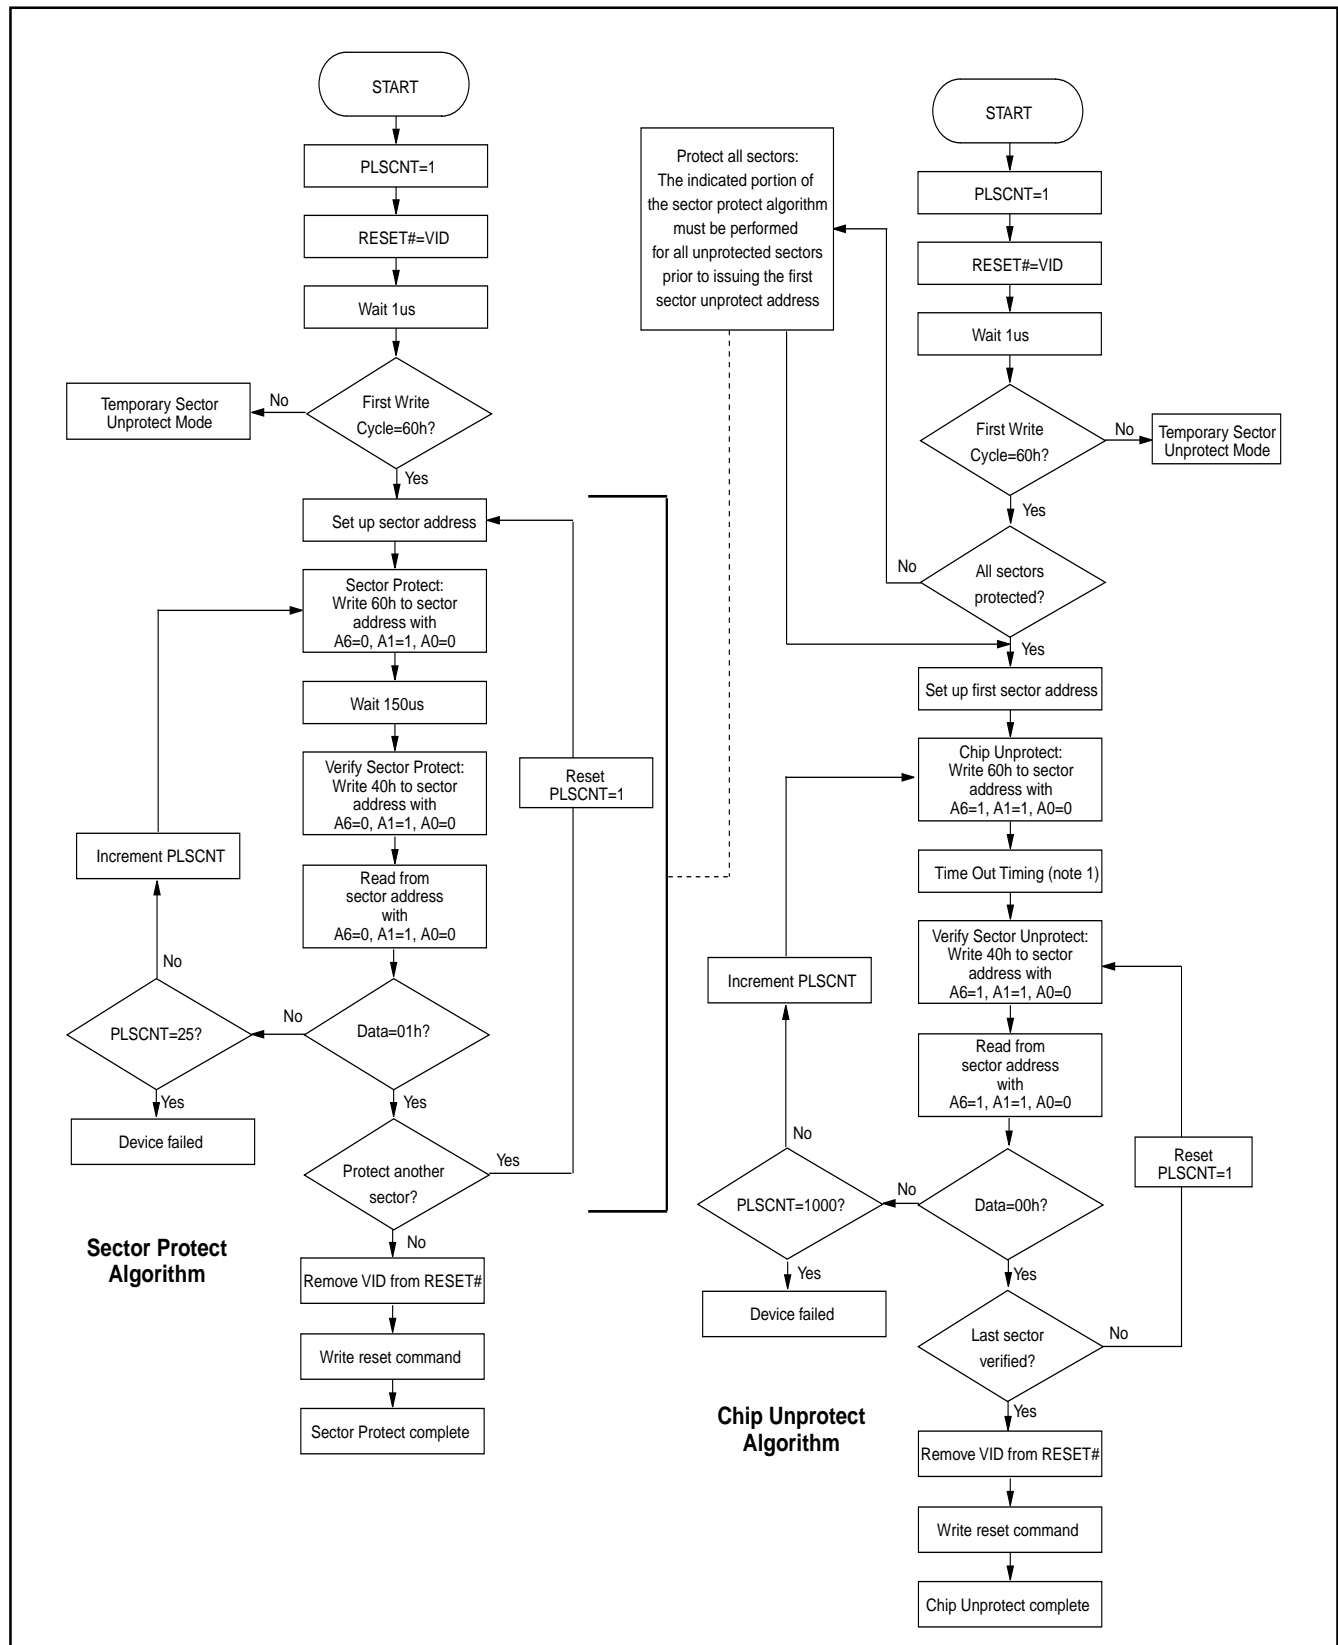 START
PLSCNT=1
RESET#=VID
Wait 1us
First Write
Cycle=60h?
No
Temporary Sector
Unprotect Mode
Yes
Set up sector address
Sector Protect:
Write 60h to sector
address with
A6=0, A1=1, A0=0
Wait 150us
Verify Sector Protect:
Write 40h to sector
address with
A6=0, A1=1, A0=0
Reset
PLSCNT=1
Increment PLSCNT
Read from
sector address
with
A6=0, A1=1, A0=0
No
Data=01h?
No
PLSCNT=25?
Yes
Device failed
Yes
Protect another
sector?
Yes
No
Remove VID from RESET#
Write reset command
Sector Protect complete
Sector Protect
Algorithm
START
PLSCNT=1
RESET#=VID
Wait 1us
First Write
Cycle=60h?
No
Temporary Sector
Unprotect Mode
Yes
All sectors
protected?
No
Protect all sectors:
The indicated portion of
the sector protect algorithm
must be performed
for all unprotected sectors
prior to issuing the first
sector unprotect address
Yes
Set up first sector address
Chip Unprotect:
Write 60h to sector
address with
A6=1, A1=1, A0=0
Time Out Timing (note 1)
Verify Sector Unprotect:
Write 40h to sector
address with
A6=1, A1=1, A0=0
Increment PLSCNT
Read from
sector address
with
A6=1, A1=1, A0=0
No
Reset
PLSCNT=1
Data=00h?
No
PLSCNT=1000?
Yes
Device failed
Yes
Last sector
verified?
No
Yes
Remove VID from RESET#
Write reset command
Chip Unprotect complete
Chip Unprotect
Algorithm